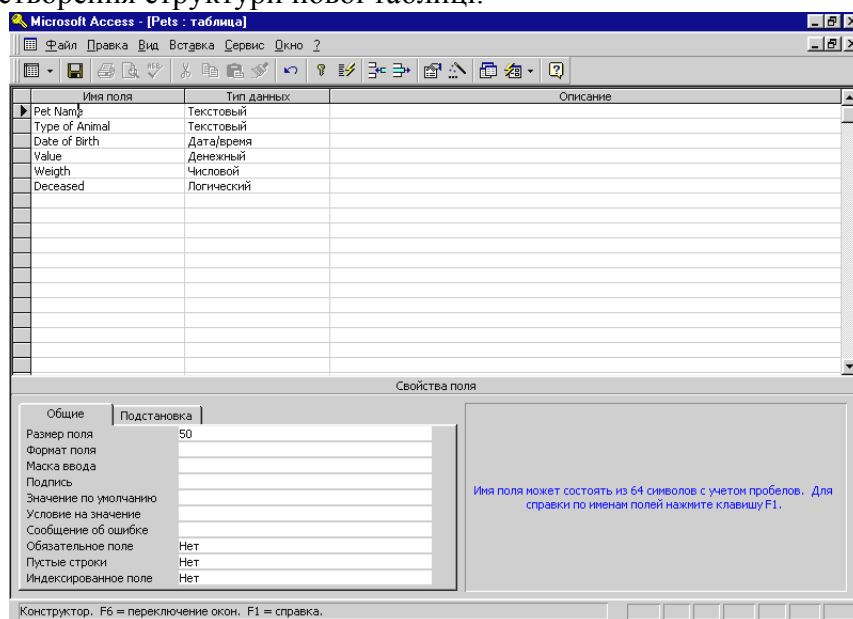 створення структури нової таблиці.
Microsoft Access - [Pets : таблица]
Файл Правка Вид Вставка Сервис Окно ?
Имя поля Тип данных Описание
Pet Name Текстовый
Type of Animal Текстовый
Date of Birth Дата/время
Value Денежный
Weigth Числовой
Deceased Логический
Свойства поля
Общие Подстановка
Размер поля 50
Формат поля
Маска ввода
Подпись
Значение по умолчанию
Условие на значение
Сообщение об ошибке
Обязательное поле Нет
Пустые строки Нет
Индексированное поле Нет
Имя поля может состоять из 64 символов с учетом пробелов. Для
справки по именам полей нажмите клавишу F1.
Конструктор. F6 = переключение окон. F1 = справка.